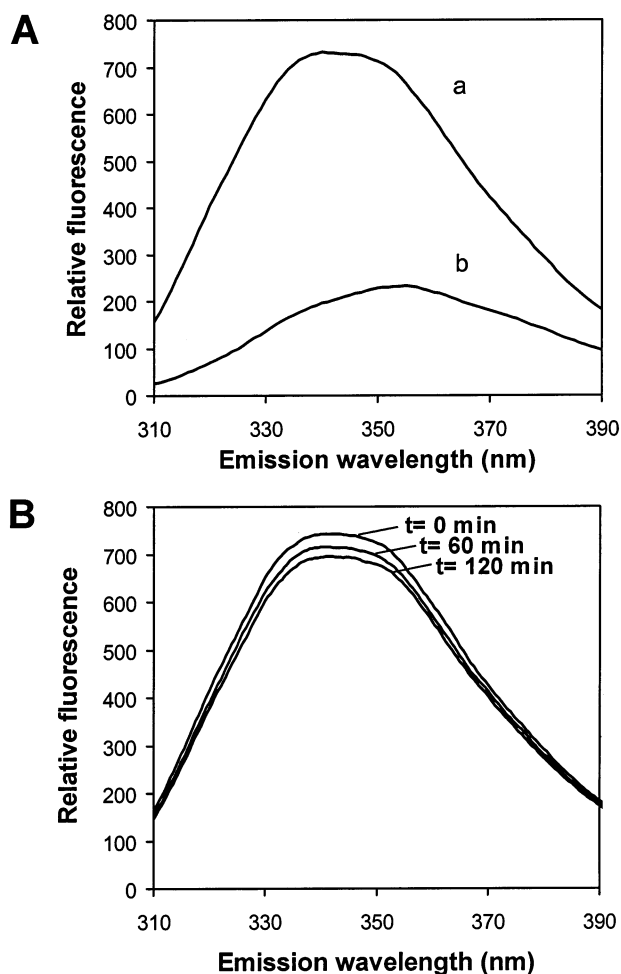 A
800
700
600
500
400
300
200
100
0
Relative fluorescence
a
b
310 330 350 370 390
Emission wavelength (nm)
B
800
700
600
500
400
300
200
100
0
Relative fluorescence
t= 0 min
t= 60 min
t= 120 min
310 330 350 370 390
Emission wavelength (nm)